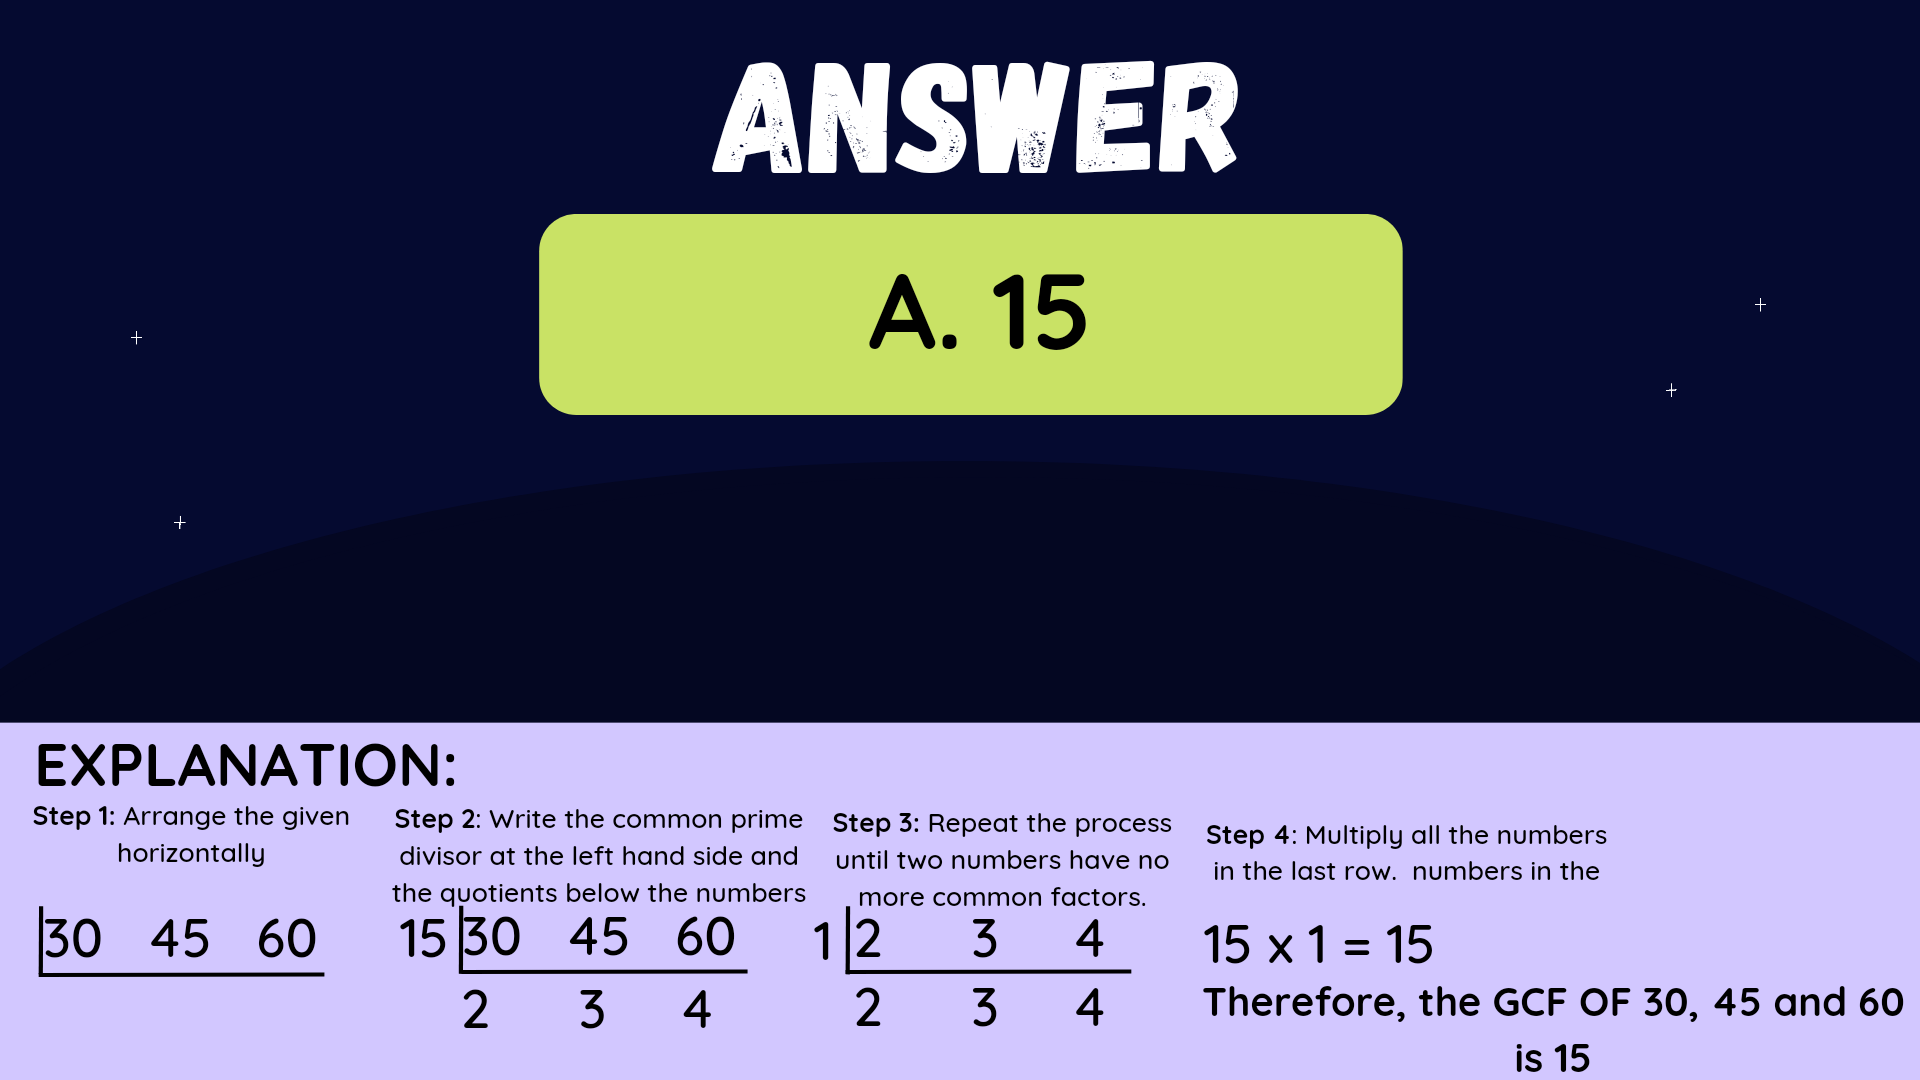 ANSWER
A. 15
EXPLANATION:
Step 1: Arrange the given
horizontally
30 45 60
Step 2: Write the common prime
divisor at the left hand side and
the quotients below the numbers
15 30 45 60
2 3 4
Step 3: Repeat the process
until two numbers have no
more common factors.
1 2 3 4
2 3 4
Step 4: Multiply all the numbers
in the last row.  numbers in the
15 x 1 = 15
Therefore, the GCF OF 30, 45 and 60
is 15